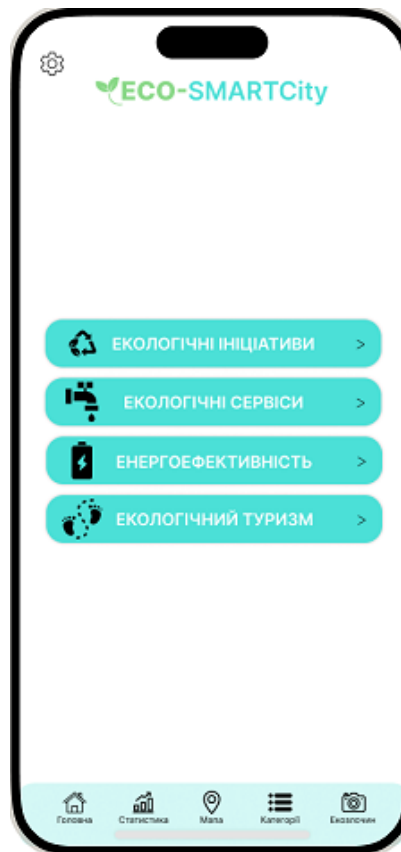 ECO-SMARTCity
ЕКОЛОГІЧНІ ІНІЦІАТИВИ >
ЕКОЛОГІЧНІ СЕРВІСИ >
ЕНЕРГОЕФЕКТИВНІСТЬ >
ЕКОЛОГІЧНИЙ ТУРИЗМ >
Головна Статистика Мапа Категорії Екозлочин